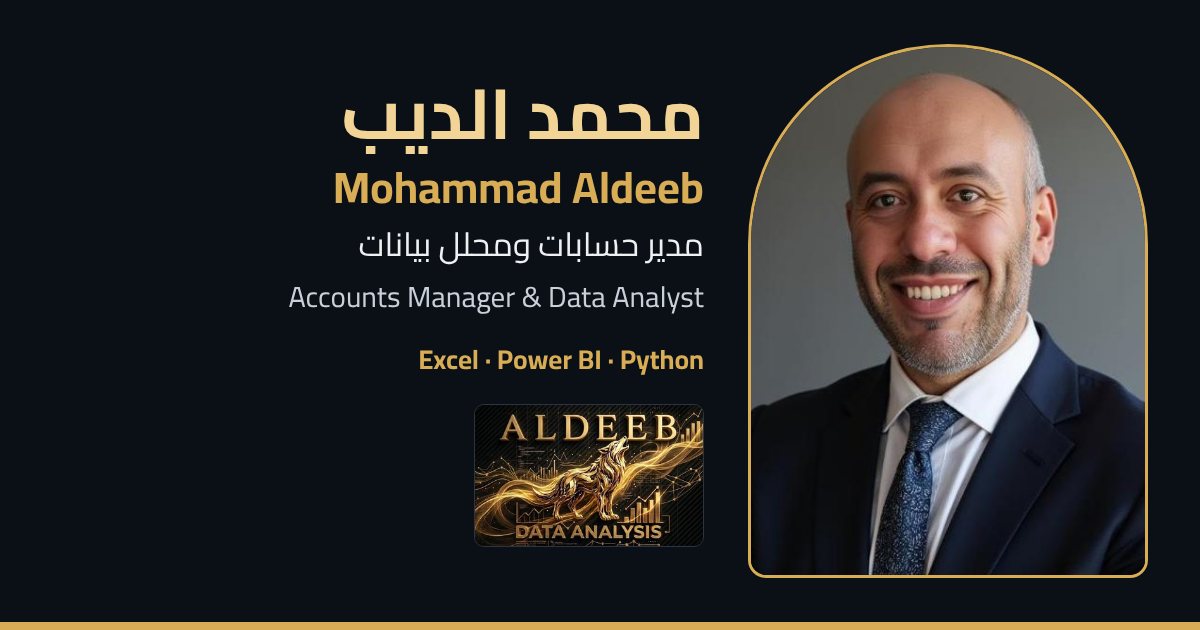 محمد الديب
Mohammad Aldeeb
مدير حسابات ومحلل بيانات
Accounts Manager & Data Analyst
Excel · Power BI · Python
ALDEEB
DATA ANALYSIS